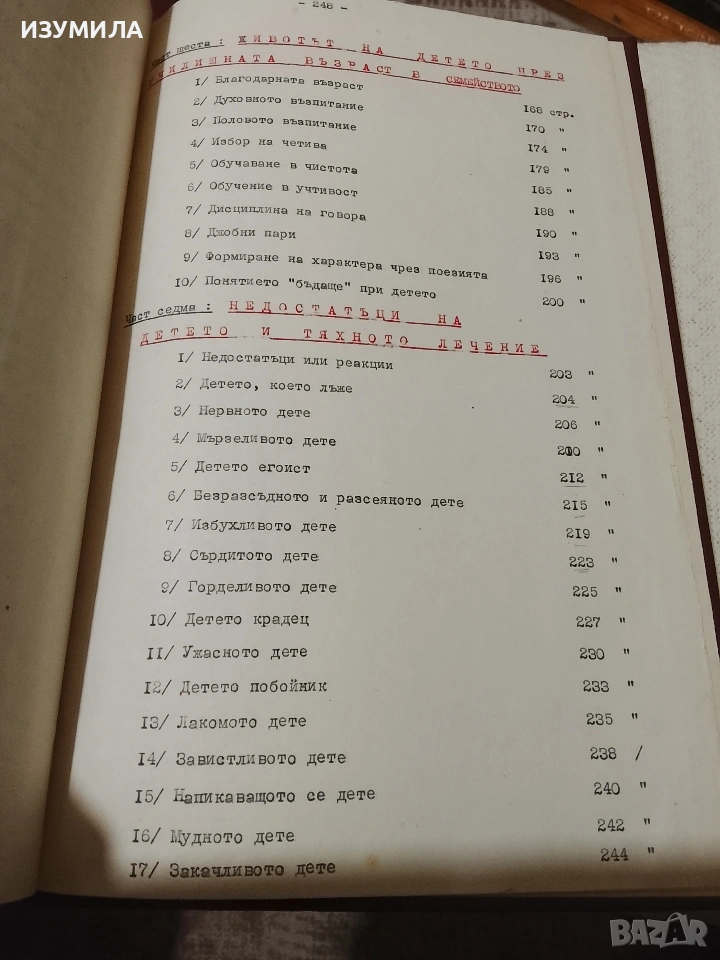 ИЗУМИЛА
- 248 -
Част шеста : ЖИВОТЪТ НА ДЕТЕТО ПРЕЗ
УЧИЛИШНАТА ВЪЗРАСТ В СЕМЕЙСТВОТО
1/ Благодарната възраст 168 стр.
2/ Духовното възпитание 170 "
3/ Половото възпитание 174 "
4/ Избор на четива 179 "
5/ Обучаване в чистота 185 "
6/ Обучение в учтивост 188 "
7/ Дисциплина на говора 190 "
8/ Джобни пари 193 "
9/ Формиране на характера чрез поезията 196 "
10/ Понятието "бъдаще" при детето 200 "
Част седма : НЕДОСТАТЪЦИ НА
ДЕТЕТО И ТЯХНОТО ЛЕЧЕНИЕ
1/ Недостатъци или реакции 203 "
2/ Детето, което лъже 204 "
3/ Нервното дете 206 "
4/ Мързеливото дете 210 "
5/ Детето егоист 212 "
6/ Безразсъдното и разсеяното дете 215 "
7/ Избухливото дете 219 "
8/ Сърдитото дете 223 "
9/ Горделивото дете 225 "
10/ Детето крадец 227 "
11/ Ужасното дете 230 "
12/ Детето побойник 233 "
13/ Лакомото дете 235 "
14/ Завистливото дете 238 /
15/ Напикаващото се дете 240 "
16/ Мудното дете 242 "
17/ Закачливото дете 244 "
BAZAR